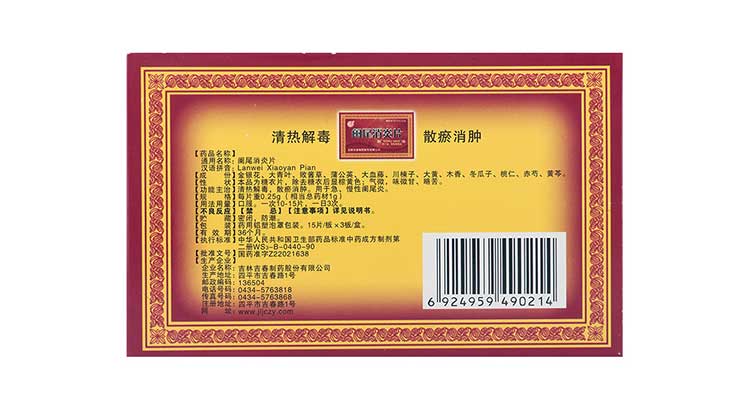 清热解毒 阑尾消炎片 散瘀消肿
【药品名称】
通用名称：阑尾消炎片
汉语拼音：Lanwei Xiaoyan Pian
【成 份】金银花、大青叶、败酱草、蒲公英、大血藤、川楝子、大黄、木香、冬瓜子、桃仁、赤芍、黄芩。
【性 状】本品为糖衣片，除去糖衣后显棕黄色；气微，味微甘、略苦。
【功能主治】清热解毒，散瘀消肿。用于急、慢性阑尾炎。
【规 格】每片重0.25g（相当总药材1g）
【用法用量】口服。一次10-15片，一日3次。
【不良反应】【禁 忌】【注意事项】详见说明书。
【贮 藏】密闭，防潮。
【包 装】药用铝塑泡罩包装。15片/板×3板/盒。
【有 效 期】36个月。
【执行标准】中华人民共和国卫生部药品标准中药成方制剂第
二册WS₃-B-0440-90
【批准文号】国药准字Z22021638
【生产企业】
企业名称：吉林吉春制药股份有限公司
生产地址：四平市吉春路1号
邮政编码：136504
电话号码：0434-5763818
传真号码：0434-5763868
注册地址：四平市吉春路1号
网 址：www.jljczy.com
6 924959 490214